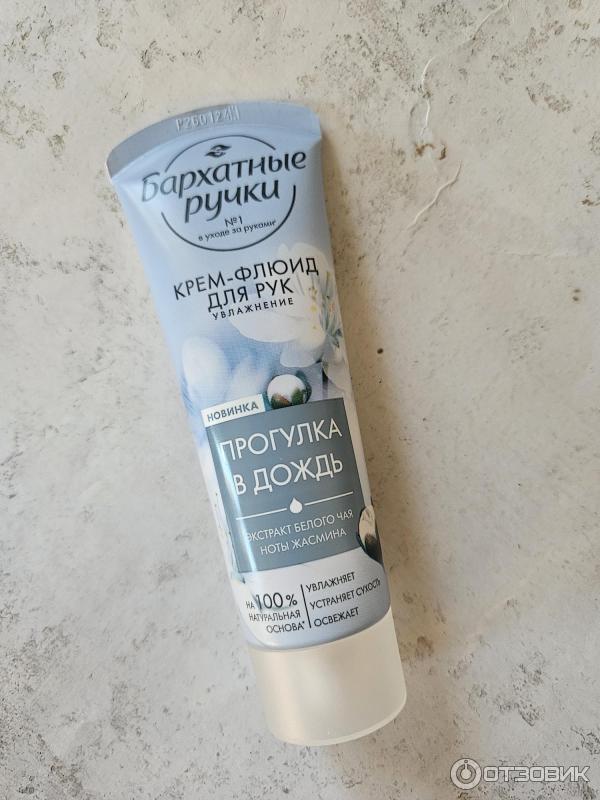 Бархатные
ручки
№1
в уходе за руками
КРЕМ-ФЛЮИД
ДЛЯ РУК
УВЛАЖНЕНИЕ
НОВИНКА
ПРОГУЛКА
В ДОЖДЬ
ЭКСТРАКТ БЕЛОГО ЧАЯ
НОТЫ ЖАСМИНА
НА 100%
НАТУРАЛЬНАЯ
ОСНОВА*
УВЛАЖНЯЕТ
УСТРАНЯЕТ СУХОСТЬ
ОСВЕЖАЕТ
ОТЗОВИК